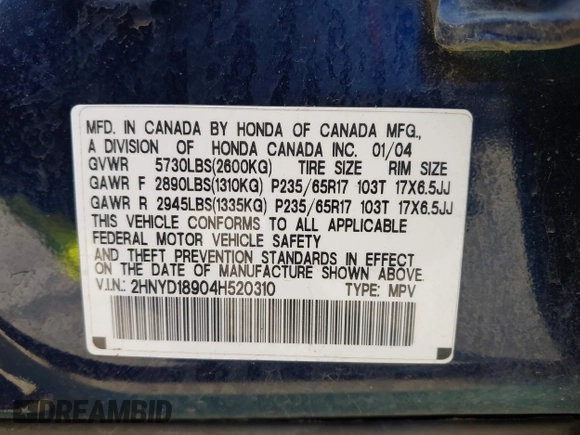 MFD. IN CANADA BY HONDA OF CANADA MFG.,
A DIVISION OF HONDA CANADA INC. 01/04
GVWR 5730LBS(2600KG) TIRE SIZE RIM SIZE
GAWR F 2890LBS(1310KG) P235/65R17 103T 17X6.5JJ
GAWR R 2945LBS(1335KG) P235/65R17 103T 17X6.5JJ
THIS VEHICLE CONFORMS TO ALL APPLICABLE
FEDERAL MOTOR VEHICLE SAFETY
AND THEFT PREVENTION STANDARDS IN EFFECT
ON THE DATE OF MANUFACTURE SHOWN ABOVE.
V.I.N.: 2HNYD18904H520310 TYPE: MPV
DREAMBID